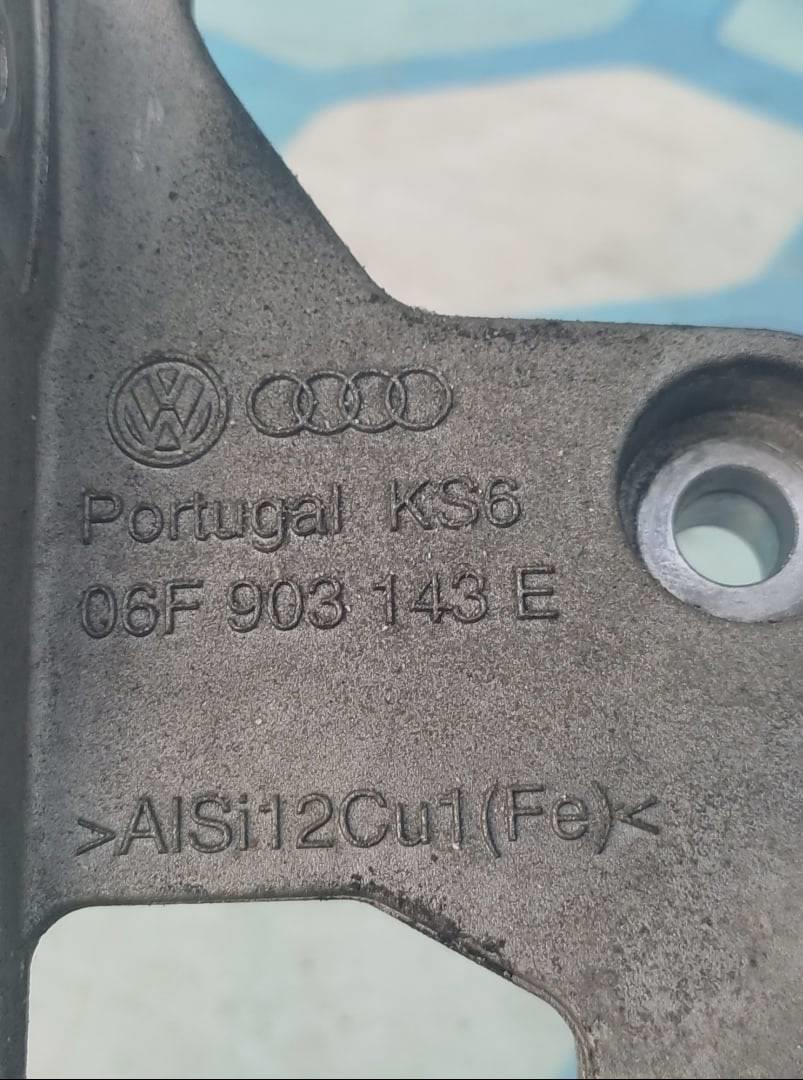 Portugal KS6
06F 903 143 E
>AlSi12Cu1(Fe)<